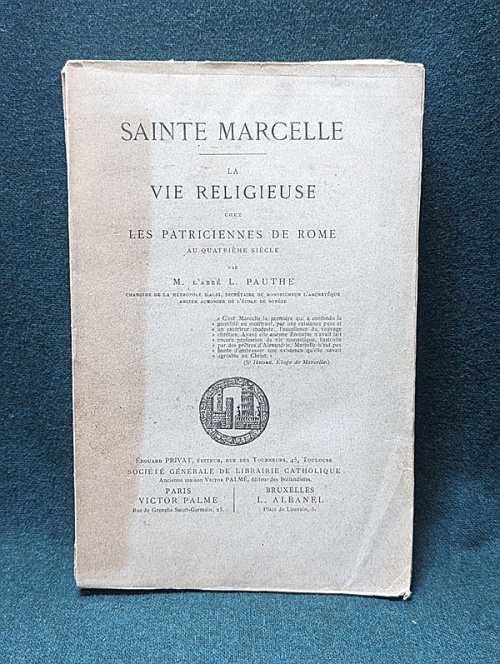 SAINTE MARCELLE
LA
VIE RELIGIEUSE
CHEZ
LES PATRICIENNES DE ROME
AU QUATRIÈME SIÈCLE
PAR
M. L'ABBÉ L. PAUTHE
CHANOINE DE LA MÉTROPOLE D'ALBI, SECRÉTAIRE DE MONSEIGNEUR L'ARCHEVÊQUE
ANCIEN AUMONIER DE L'ÉCOLE DE SORÈZE
« C'est Marcelle la première qui a confondu la
gentilité en montrant, par une existence pure et
un extérieur modeste, l'excellence du veuvage
chrétien. Avant elle aucune Romaine n'avait fait
encore profession de vie monastique. Instruite
par des prêtres d'Alexandrie, Marcelle n'eut pas
honte d'embrasser une existence qu'elle savait
agréable au Christ. »
(St Jérôme. Eloge de Marcelle.)
ÉDOUARD PRIVAT, ÉDITEUR, RUE DES TOURNEURS, 45, TOULOUSE
SOCIÉTÉ GÉNÉRALE DE LIBRAIRIE CATHOLIQUE
Ancienne maison Victor PALMÉ, éditeur des Bollandistes.
PARIS
VICTOR PALMÉ
Rue de Grenelle Saint-Germain, 25.
BRUXELLES
L. ALBANEL
Place de Louvain, 5.